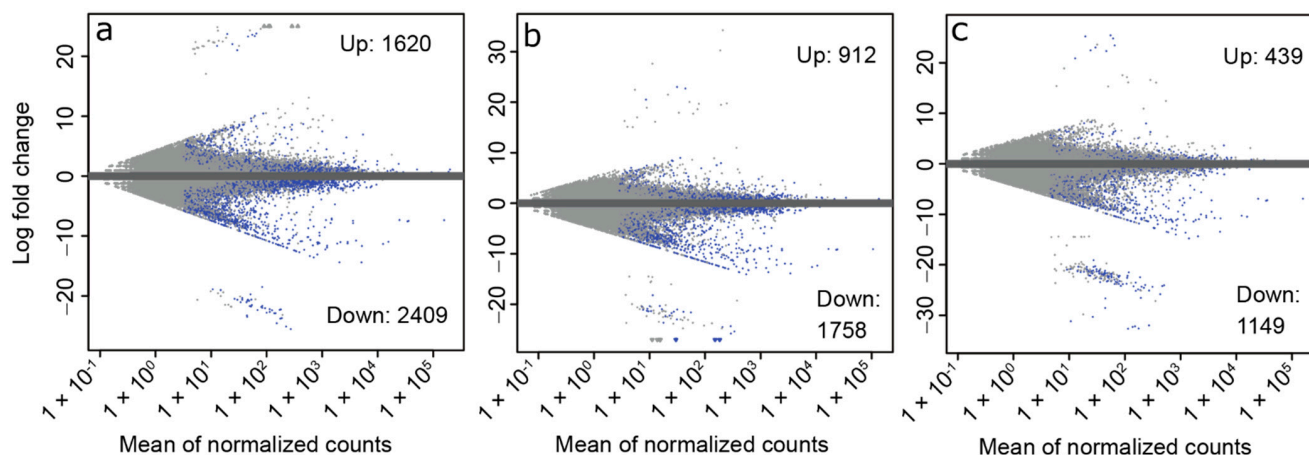 a
Up: 1620
Down: 2409
20
10
0
−10
−20
Log fold change
1 × 10⁻¹
1 × 10⁰
1 × 10¹
1 × 10²
1 × 10³
1 × 10⁴
1 × 10⁵
Mean of normalized counts
b
Up: 912
Down:
1758
30
20
10
0
−10
−20
1 × 10⁻¹
1 × 10⁰
1 × 10¹
1 × 10²
1 × 10³
1 × 10⁴
1 × 10⁵
Mean of normalized counts
c
Up: 439
Down:
1149
20
10
0
−10
−20
−30
1 × 10⁻¹
1 × 10⁰
1 × 10¹
1 × 10²
1 × 10³
1 × 10⁴
1 × 10⁵
Mean of normalized counts